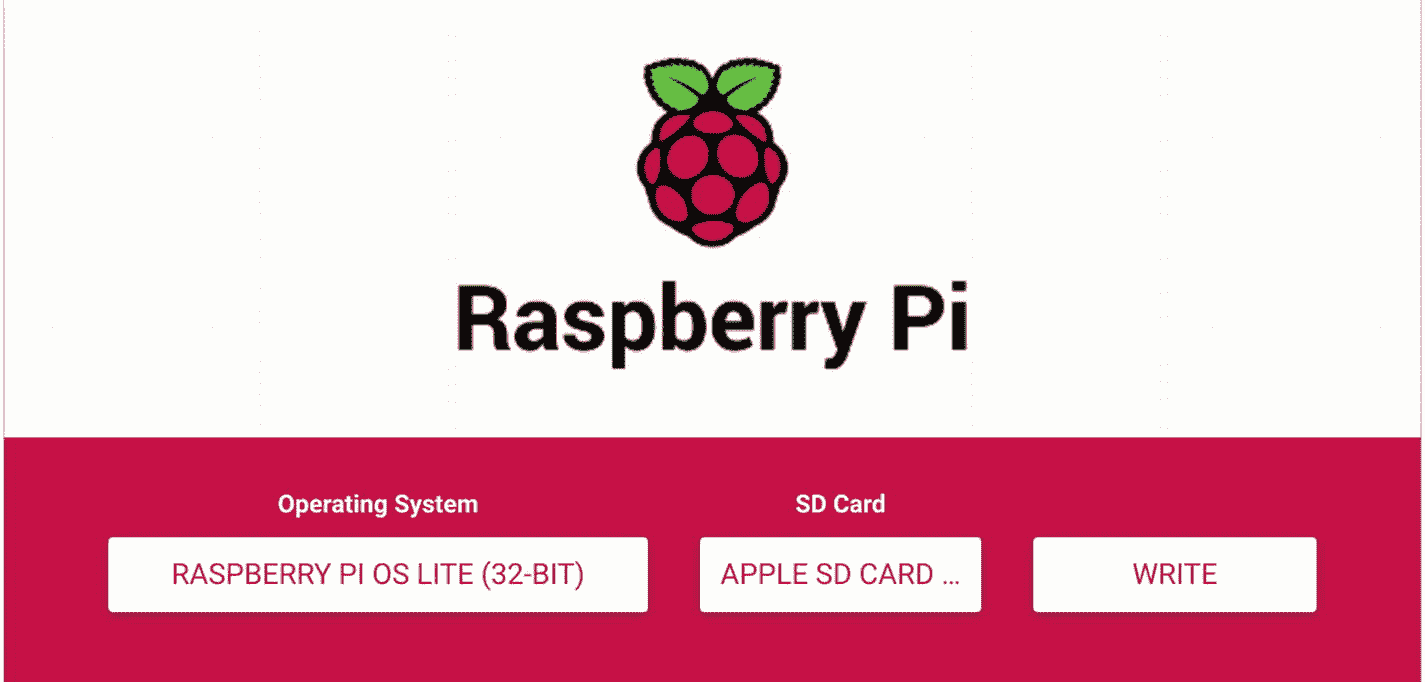 Raspberry Pi
Operating System
SD Card
RASPBERRY PI OS LITE (32-BIT)
APPLE SD CARD ...
WRITE